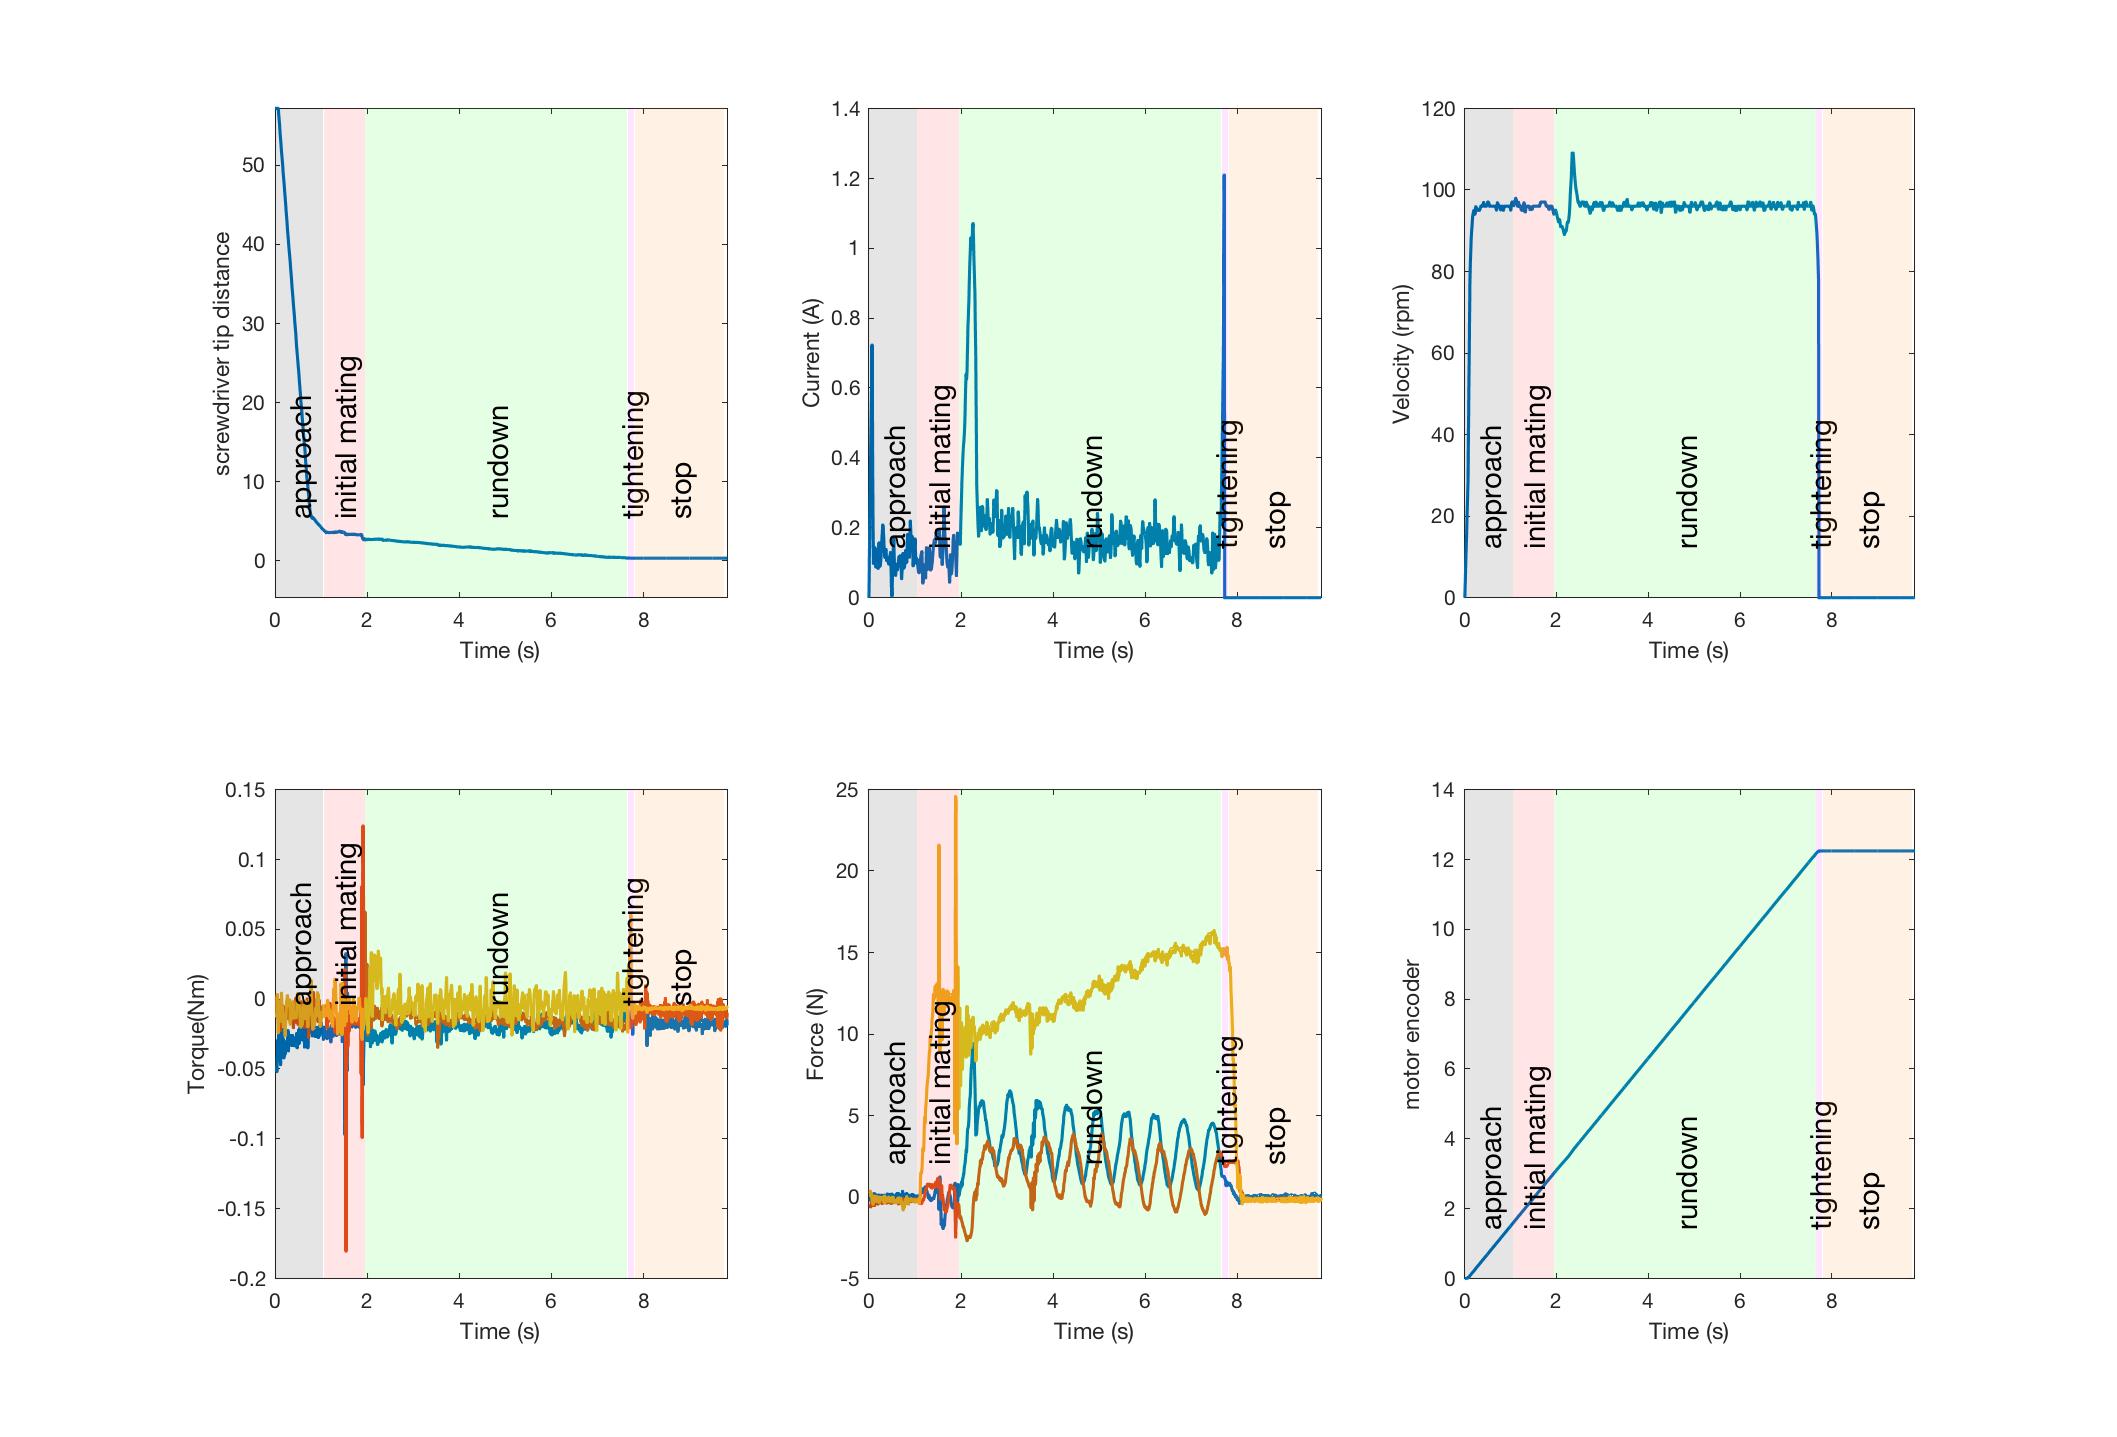 screwdriver tip distance
50
40
30
20
10
0
approach
initial mating
rundown
tightening
stop
0 2 4 6 8
Time (s)
Current (A)
1.4
1.2
1
0.8
0.6
0.4
0.2
0
approach
initial mating
rundown
tightening
stop
0 2 4 6 8
Time (s)
Velocity (rpm)
120
100
80
60
40
20
0
approach
initial mating
rundown
tightening
stop
0 2 4 6 8
Time (s)
Torque(Nm)
0.15
0.1
0.05
0
-0.05
-0.1
-0.15
-0.2
approach
initial mating
rundown
tightening
stop
0 2 4 6 8
Time (s)
Force (N)
25
20
15
10
5
0
-5
approach
initial mating
rundown
tightening
stop
0 2 4 6 8
Time (s)
motor encoder
14
12
10
8
6
4
2
0
approach
initial mating
rundown
tightening
stop
0 2 4 6 8
Time (s)